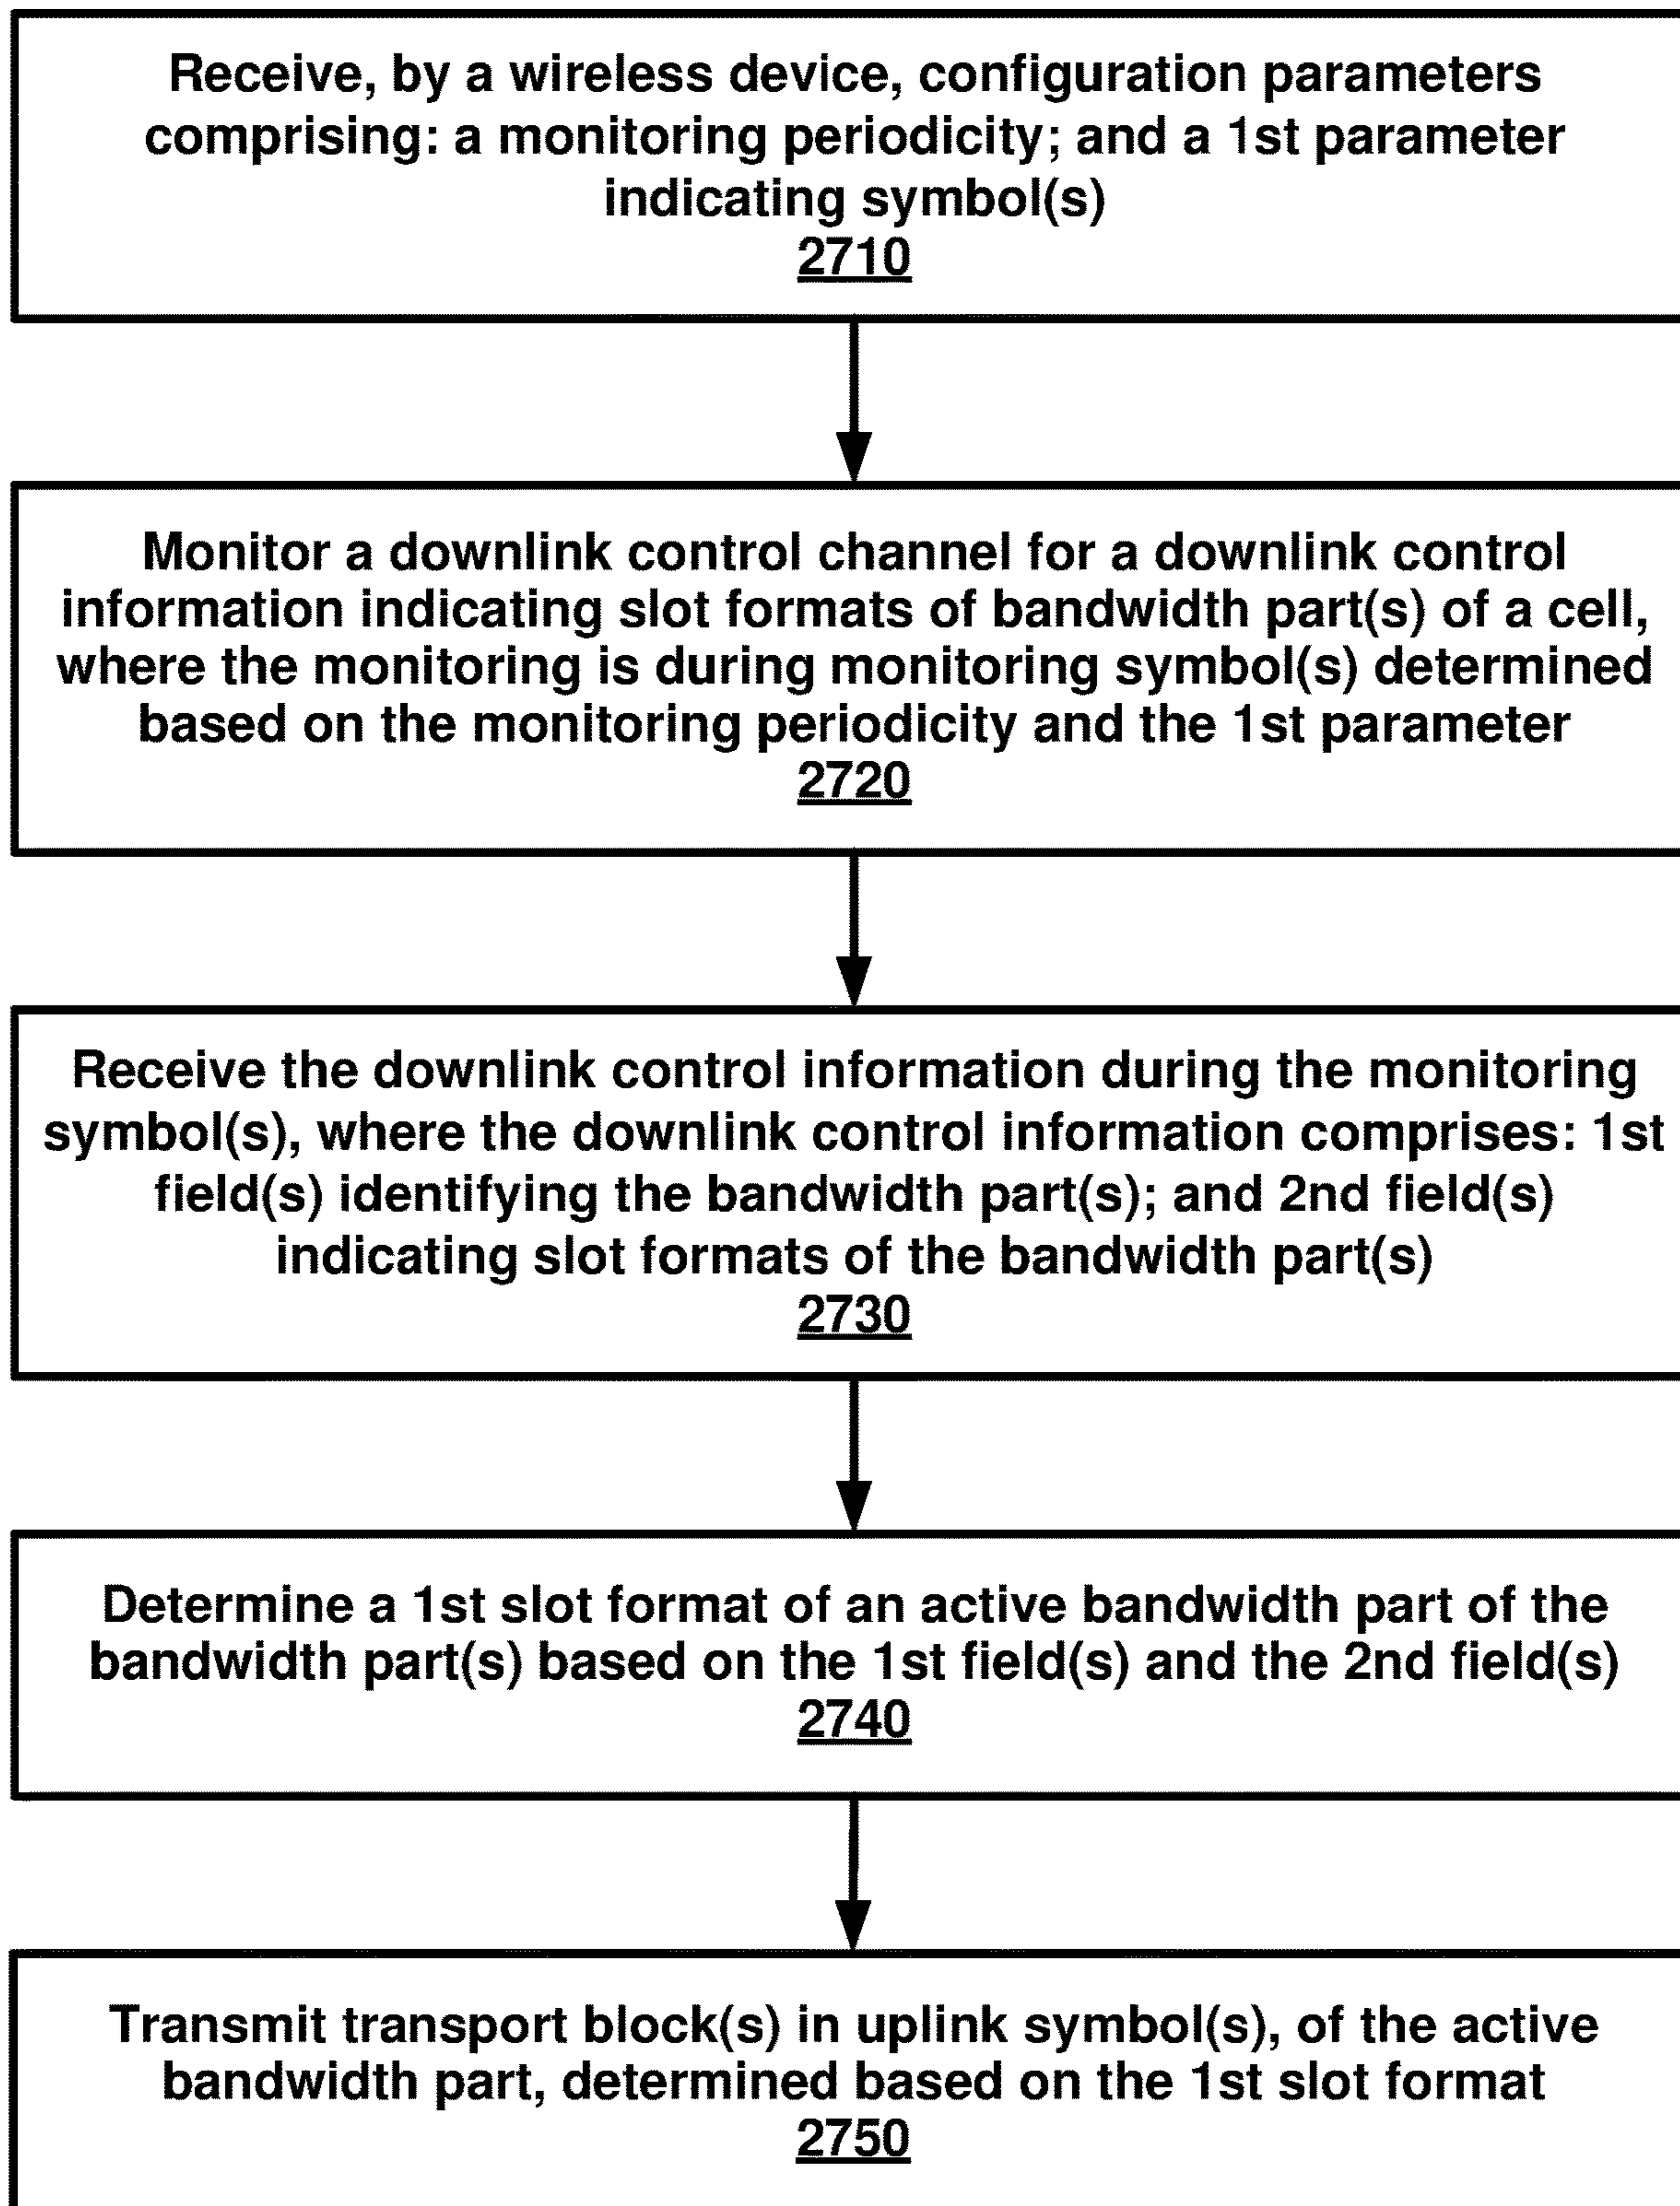 Receive, by a wireless device, configuration parameters
comprising: a monitoring periodicity; and a 1st parameter
indicating symbol(s)
2710
Monitor a downlink control channel for a downlink control
information indicating slot formats of bandwidth part(s) of a cell,
where the monitoring is during monitoring symbol(s) determined
based on the monitoring periodicity and the 1st parameter
2720
Receive the downlink control information during the monitoring
symbol(s), where the downlink control information comprises: 1st
field(s) identifying the bandwidth part(s); and 2nd field(s)
indicating slot formats of the bandwidth part(s)
2730
Determine a 1st slot format of an active bandwidth part of the
bandwidth part(s) based on the 1st field(s) and the 2nd field(s)
2740
Transmit transport block(s) in uplink symbol(s), of the active
bandwidth part, determined based on the 1st slot format
2750